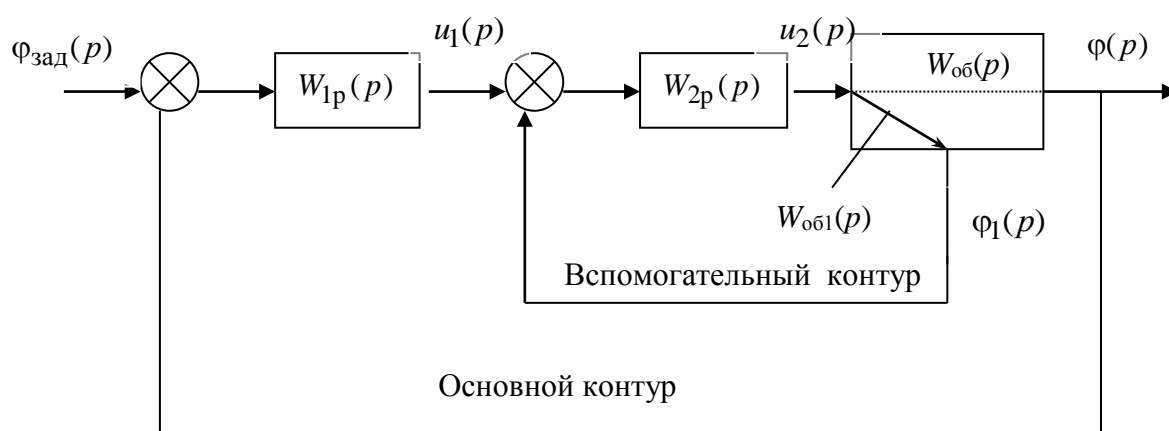 φзад(p)
u1(p)
u2(p)
φ(p)
W1р(p)
W2р(p)
Wоб(p)
Wоб1(p)
φ1(p)
Вспомогательный контур
Основной контур